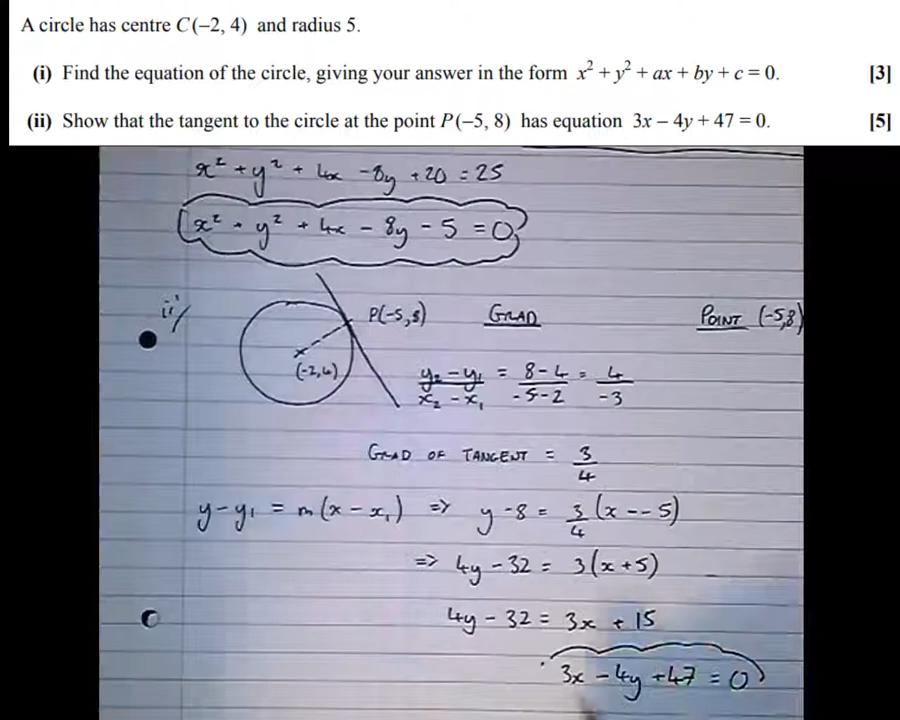 A circle has centre C(−2, 4) and radius 5.
(i) Find the equation of the circle, giving your answer in the form x² + y² + ax + by + c = 0. [3]
(ii) Show that the tangent to the circle at the point P(−5, 8) has equation 3x − 4y + 47 = 0. [5]
x² + y² + 4x − 8y + 20 = 25
x² + y² + 4x − 8y − 5 = 0
ii/
P(-5,8) GRAD POINT (-5,8)
(-2,4)
y₂ − y₁ / x₂ − x₁ = 8 − 4 / -5 - 2 = 4 / -3
GRAD OF TANGENT = 3/4
y − y₁ = m(x − x₁) => y − 8 = 3/4 (x − − 5)
=> 4y − 32 = 3(x + 5)
4y − 32 = 3x + 15
3x − 4y + 47 = 0